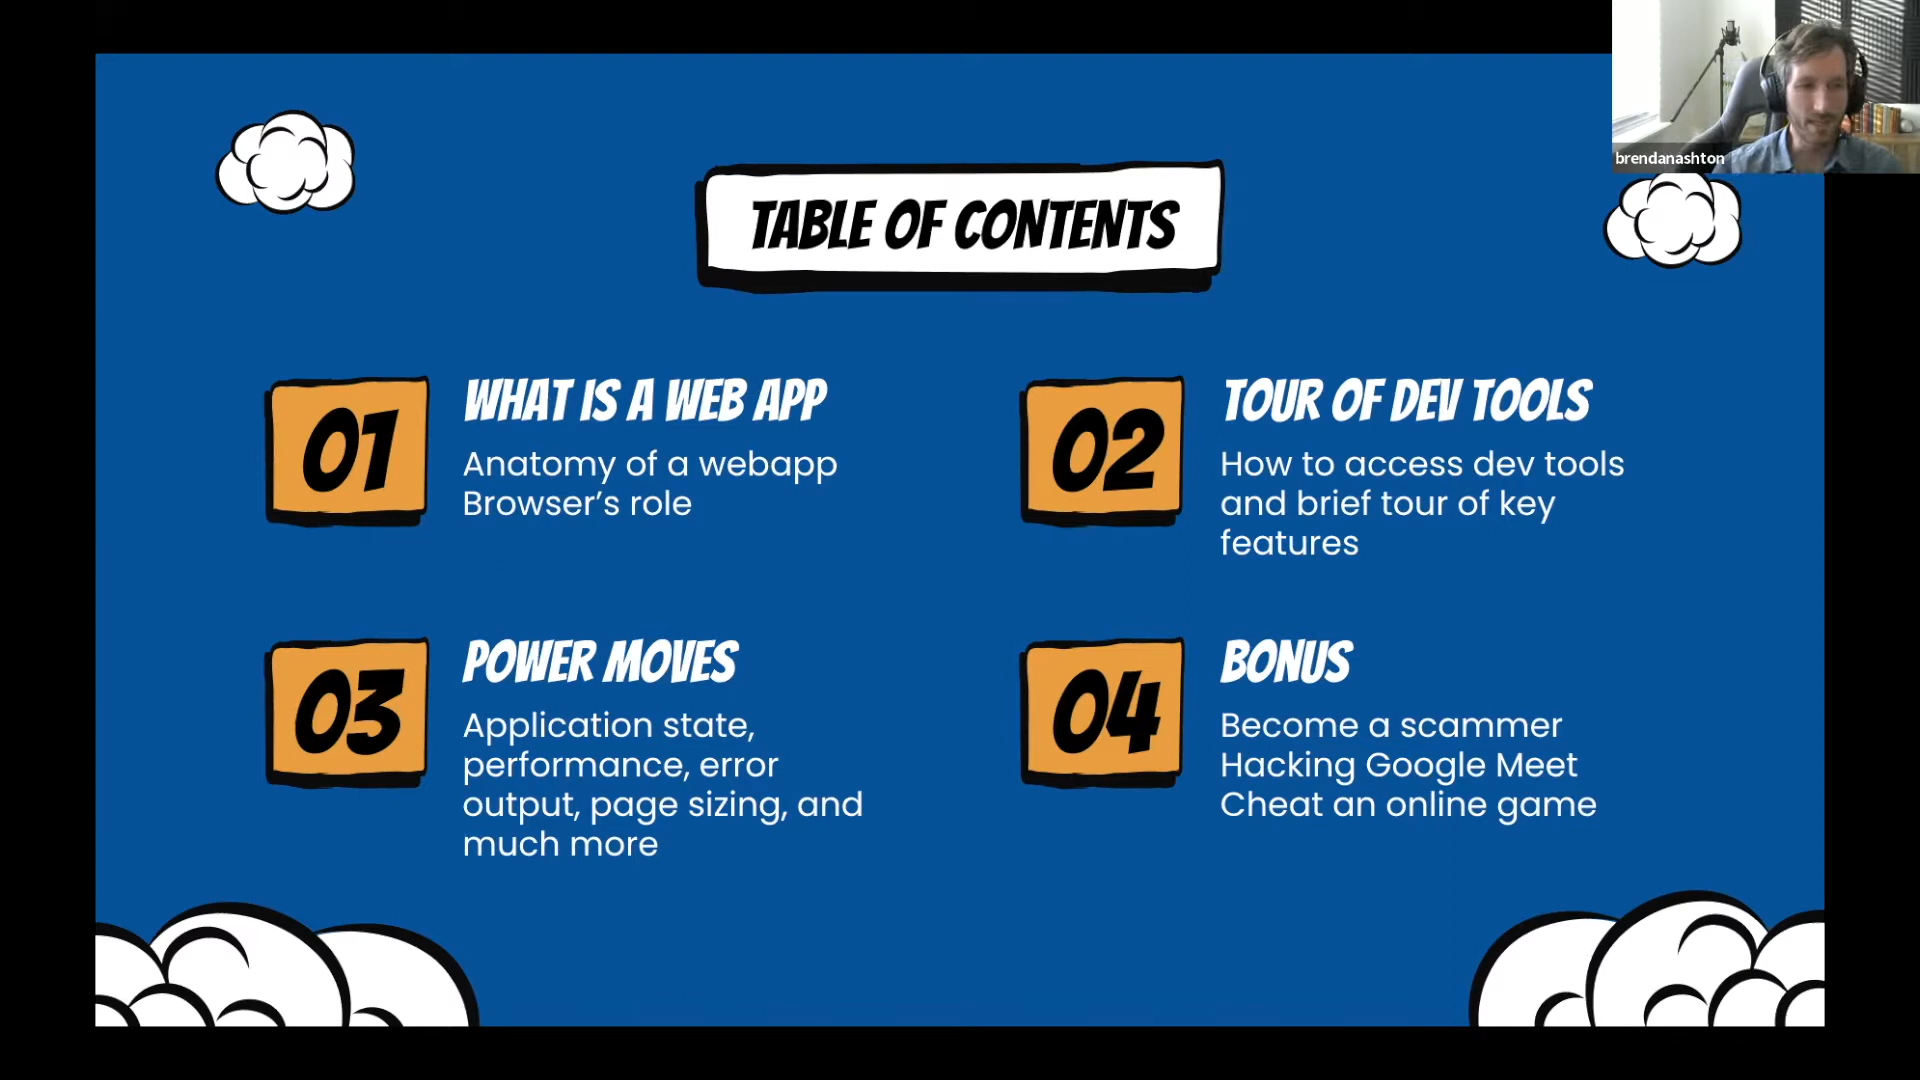 brendanashton
TABLE OF CONTENTS
01
WHAT IS A WEB APP
Anatomy of a webapp
Browser’s role
02
TOUR OF DEV TOOLS
How to access dev tools
and brief tour of key
features
03
POWER MOVES
Application state,
performance, error
output, page sizing, and
much more
04
BONUS
Become a scammer
Hacking Google Meet
Cheat an online game